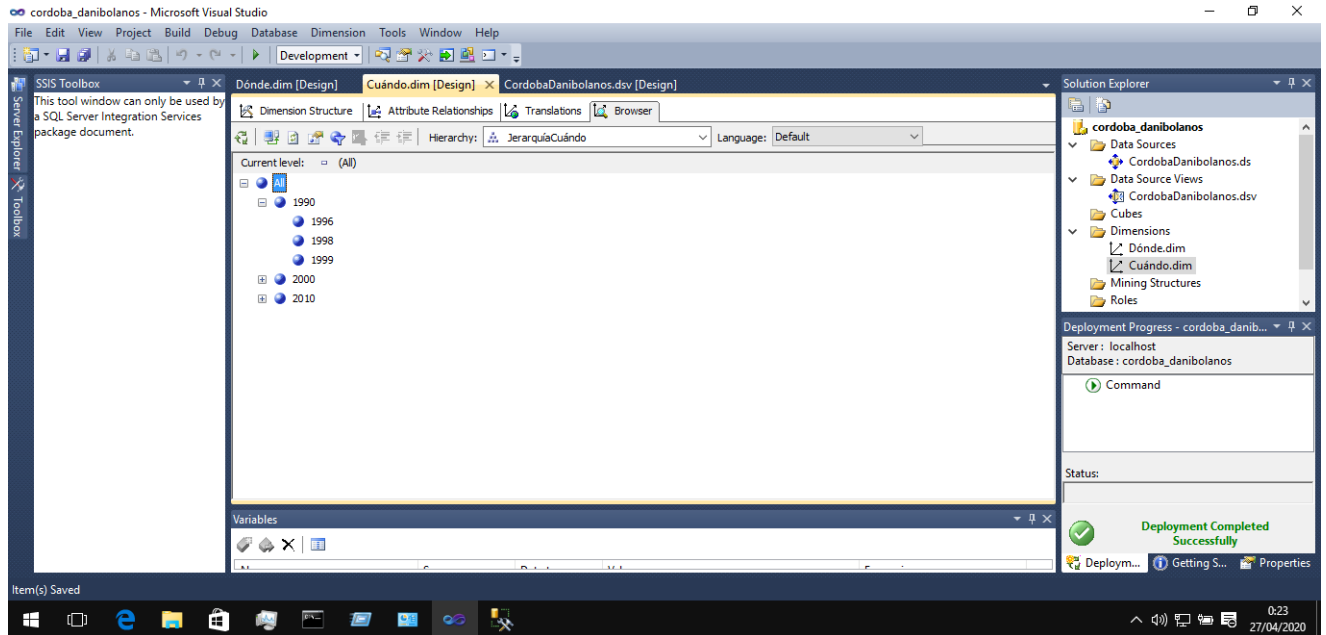 cordoba_danibolanos - Microsoft Visual Studio
File Edit View Project Build Debug Database Dimension Tools Window Help
Development
Server Explorer
Toolbox
SSIS Toolbox
This tool window can only be used by
a SQL Server Integration Services
package document.
Dónde.dim [Design] Cuándo.dim [Design] CordobaDanibolanos.dsv [Design]
Dimension Structure Attribute Relationships Translations Browser
Hierarchy: JerarquíaCuándo Language: Default
Current level: (All)
All
1990
1996
1998
1999
2000
2010
Variables
Solution Explorer
cordoba_danibolanos
Data Sources
CordobaDanibolanos.ds
Data Source Views
CordobaDanibolanos.dsv
Cubes
Dimensions
Dónde.dim
Cuándo.dim
Mining Structures
Roles
Deployment Progress - cordoba_danib...
Server : localhost
Database : cordoba_danibolanos
Command
Status:
Deployment Completed
Successfully
Deploym... Getting S... Properties
Item(s) Saved
0:23
27/04/2020